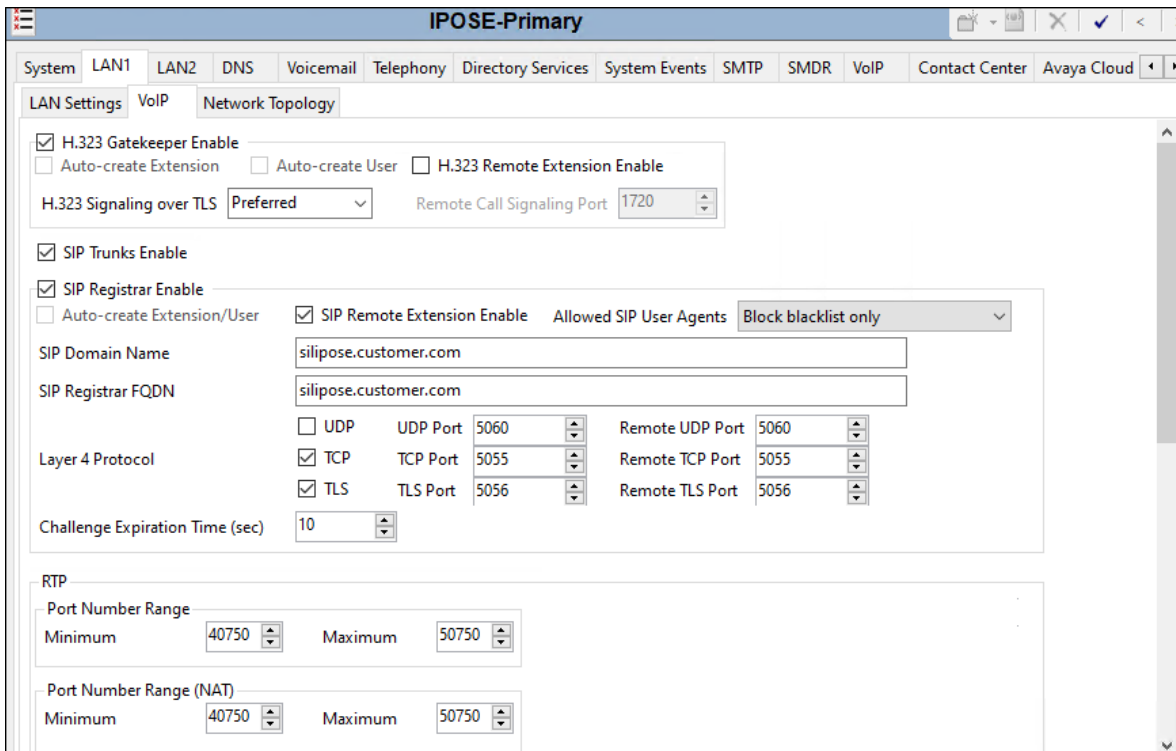 IPOSE-Primary
System LAN1 LAN2 DNS Voicemail Telephony Directory Services System Events SMTP SMDR VoIP Contact Center Avaya Cloud
LAN Settings VoIP Network Topology
H.323 Gatekeeper Enable
Auto-create Extension Auto-create User H.323 Remote Extension Enable
H.323 Signaling over TLS Preferred Remote Call Signaling Port 1720
SIP Trunks Enable
SIP Registrar Enable
Auto-create Extension/User SIP Remote Extension Enable Allowed SIP User Agents Block blacklist only
SIP Domain Name silipose.customer.com
SIP Registrar FQDN silipose.customer.com
UDP UDP Port 5060 Remote UDP Port 5060
Layer 4 Protocol TCP TCP Port 5055 Remote TCP Port 5055
TLS TLS Port 5056 Remote TLS Port 5056
Challenge Expiration Time (sec) 10
RTP
Port Number Range
Minimum 40750 Maximum 50750
Port Number Range (NAT)
Minimum 40750 Maximum 50750